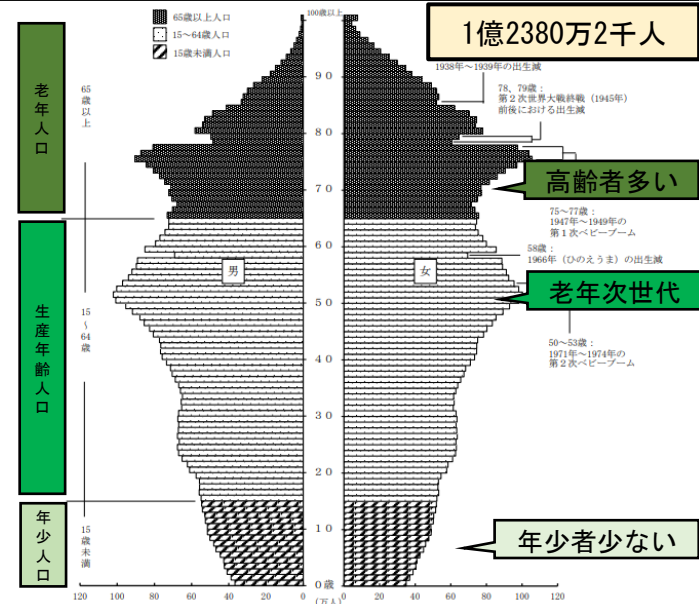 65歳以上人口
15～64歳人口
15歳未満人口
100歳以上
1億2380万2千人
1938年～1939年の出生減
78、79歳：
第2次世界大戦終戦（1945年）
前後における出生減
高齢者多い
75～77歳：
1947年～1949年の
第1次ベビーブーム
58歳：
1966年（ひのえうま）の出生減
老年次世代
50～53歳：
1971年～1974年の
第2次ベビーブーム
年少者少ない
老年人口
65歳以上
生産年齢人口
15～64歳
年少人口
15歳未満
男
女
90
80
70
60
50
40
30
20
10
0歳
120 100 80 60 40 20 0
（万人）
0 20 40 60 80 100 120